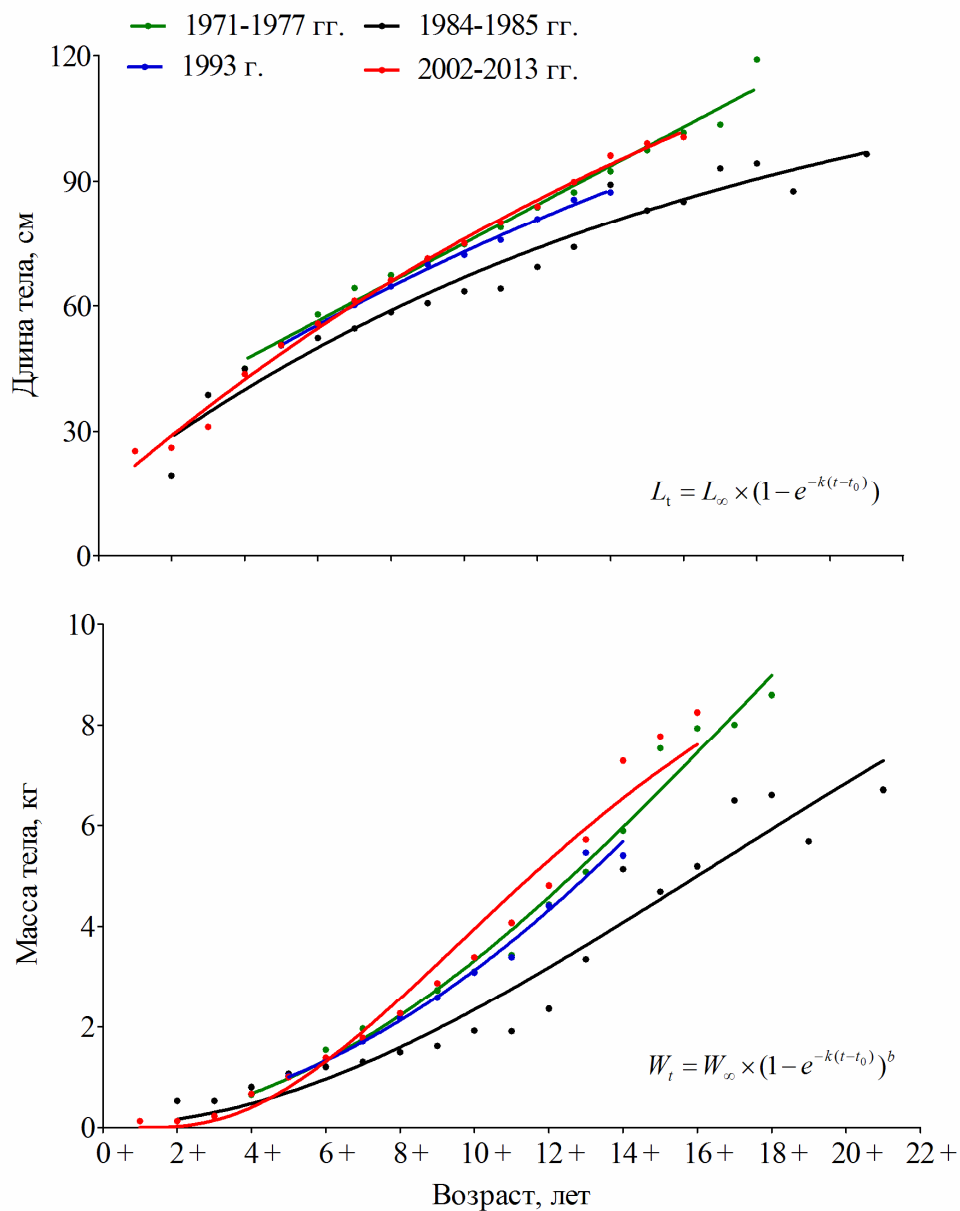 1971-1977 гг. 1984-1985 гг.
1993 г. 2002-2013 гг.
120
90
60
30
0
Длина тела, см
L_t = L_∞ × (1 − e^{−k(t−t_0)})
10
8
6
4
2
0
Масса тела, кг
W_t = W_∞ × (1 − e^{−k(t−t_0)})^b
0 + 2 + 4 + 6 + 8 + 10 + 12 + 14 + 16 + 18 + 20 + 22 +
Возраст, лет